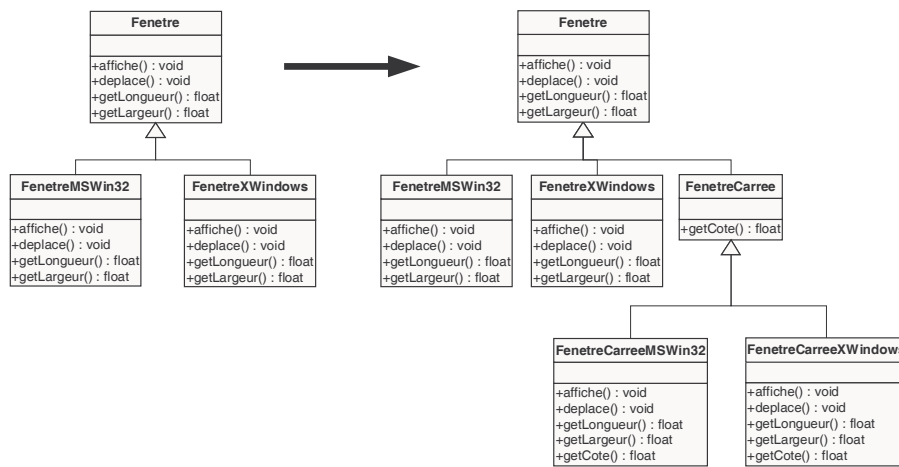 Fenetre
+affiche() : void
+deplace() : void
+getLongueur() : float
+getLargeur() : float
FenetreMSWin32
+affiche() : void
+deplace() : void
+getLongueur() : float
+getLargeur() : float
FenetreXWindows
+affiche() : void
+deplace() : void
+getLongueur() : float
+getLargeur() : float
Fenetre
+affiche() : void
+deplace() : void
+getLongueur() : float
+getLargeur() : float
FenetreMSWin32
+affiche() : void
+deplace() : void
+getLongueur() : float
+getLargeur() : float
FenetreXWindows
+affiche() : void
+deplace() : void
+getLongueur() : float
+getLargeur() : float
FenetreCarree
+getCote() : float
FenetreCarreeMSWin32
+affiche() : void
+deplace() : void
+getLongueur() : float
+getLargeur() : float
+getCote() : float
FenetreCarreeXWindows
+affiche() : void
+deplace() : void
+getLongueur() : float
+getLargeur() : float
+getCote() : float